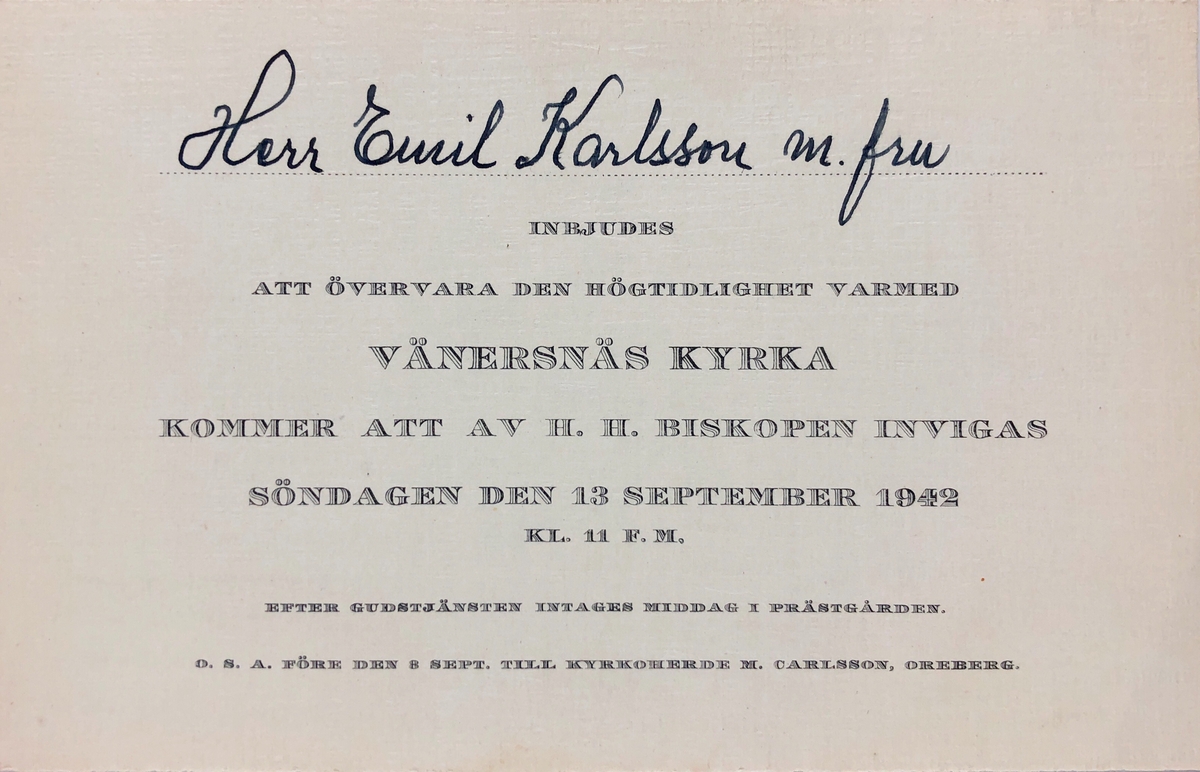 Herr Emil Karlsson m. fru
INBJUDES
ATT ÖVERVARA DEN HÖGTIDLIGHET VARMED
VÄNERSNÄS KYRKA
KOMMER ATT AV H. H. BISKOPEN INVIGAS
SÖNDAGEN DEN 13 SEPTEMBER 1942
KL. 11 F. M.
EFTER GUDSTJÄNSTEN INTAGES MIDDAG I PRÄSTGÅRDEN.
O. S. A. FÖRE DEN 8 SEPT. TILL KYRKOHERDE M. CARLSSON, OREBERG.